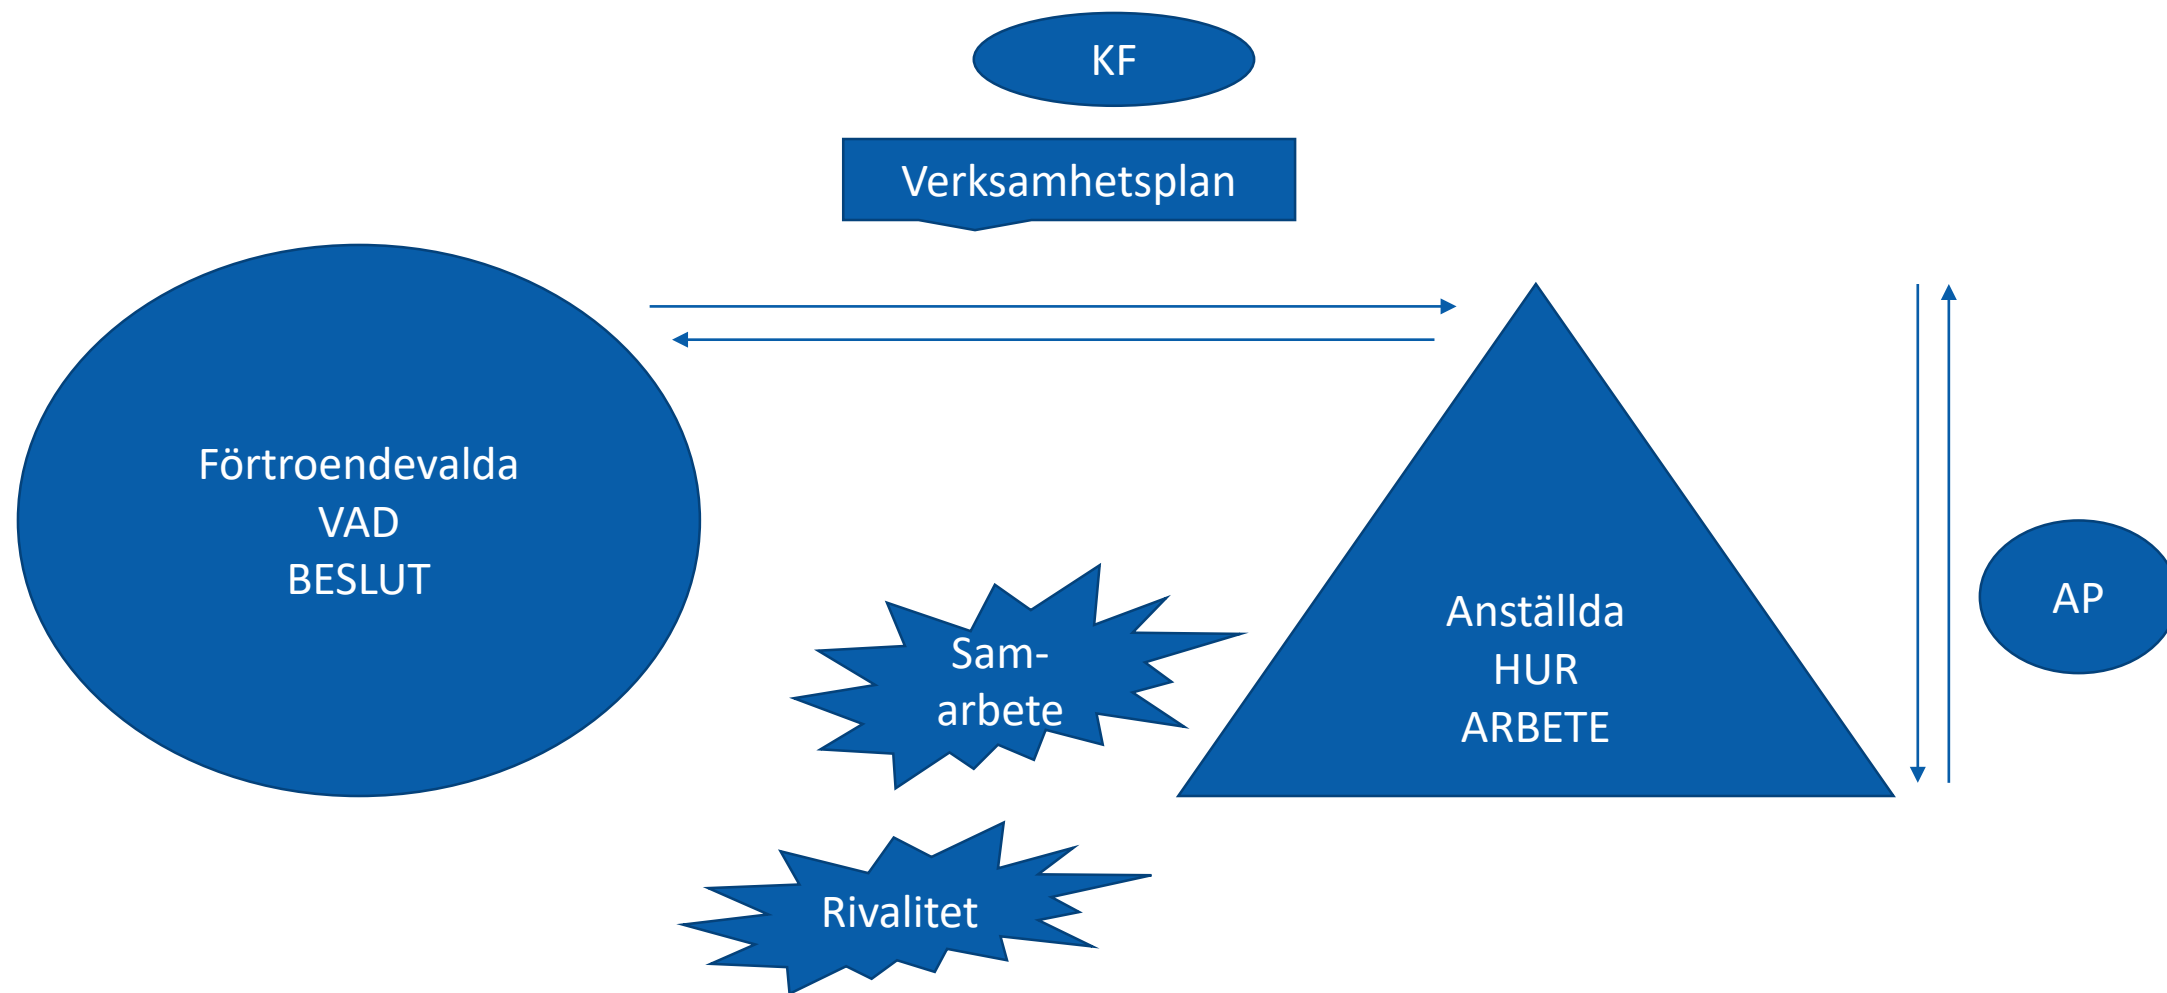 KF
Verksamhetsplan
Förtroendevalda
VAD
BESLUT
Sam-
arbete
Anställda
HUR
ARBETE
AP
Rivalitet